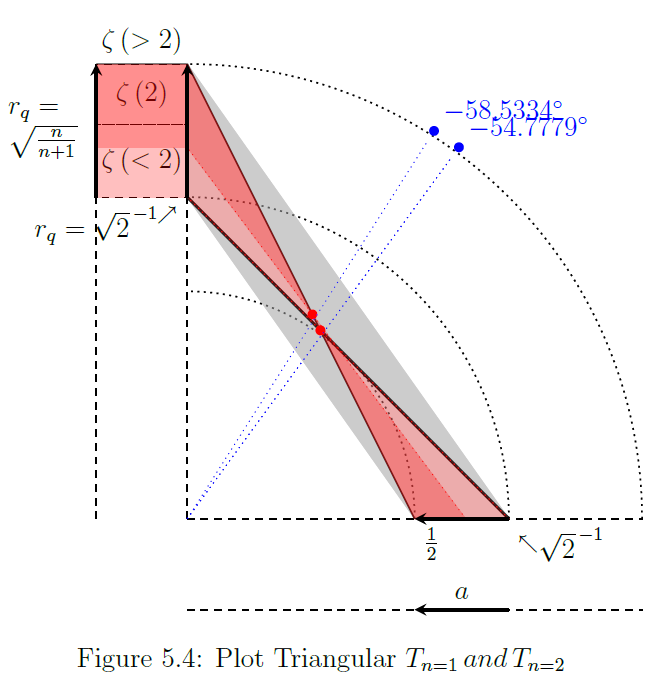 ζ (> 2)
ζ (2)
r_q =
√(n/(n+1))
ζ (< 2)
r_q = √2^{-1}↗
−58.5334°
−54.7779°
1/2
↖√2^{-1}
a
Figure 5.4: Plot Triangular T_{n=1} and T_{n=2}